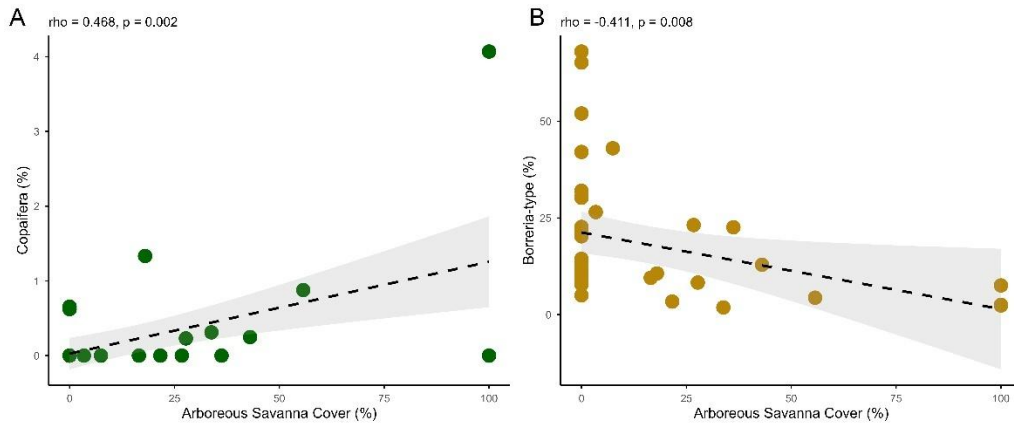 A
rho = 0.468, p = 0.002
Copaifera (%)
4
3
2
1
0
0
25
50
75
100
Arboreous Savanna Cover (%)
B
rho = -0.411, p = 0.008
Borreria-type (%)
50
25
0
0
25
50
75
100
Arboreous Savanna Cover (%)